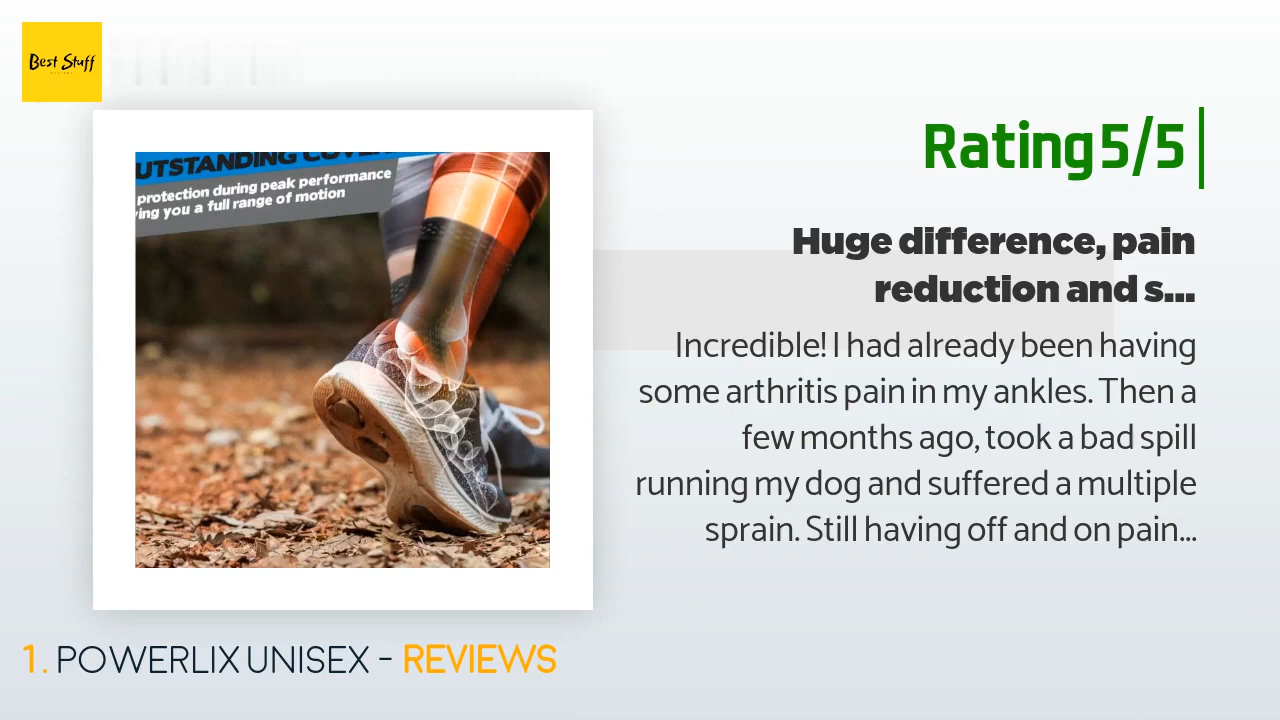 Best Stuff
UTSTANDING COVER
protection during peak performance
ving you a full range of motion
Rating 5/5
Huge difference, pain
reduction and s...
Incredible! I had already been having
some arthritis pain in my ankles. Then a
few months ago, took a bad spill
running my dog and suffered a multiple
sprain. Still having off and on pain...
1. POWERLIX UNISEX - REVIEWS